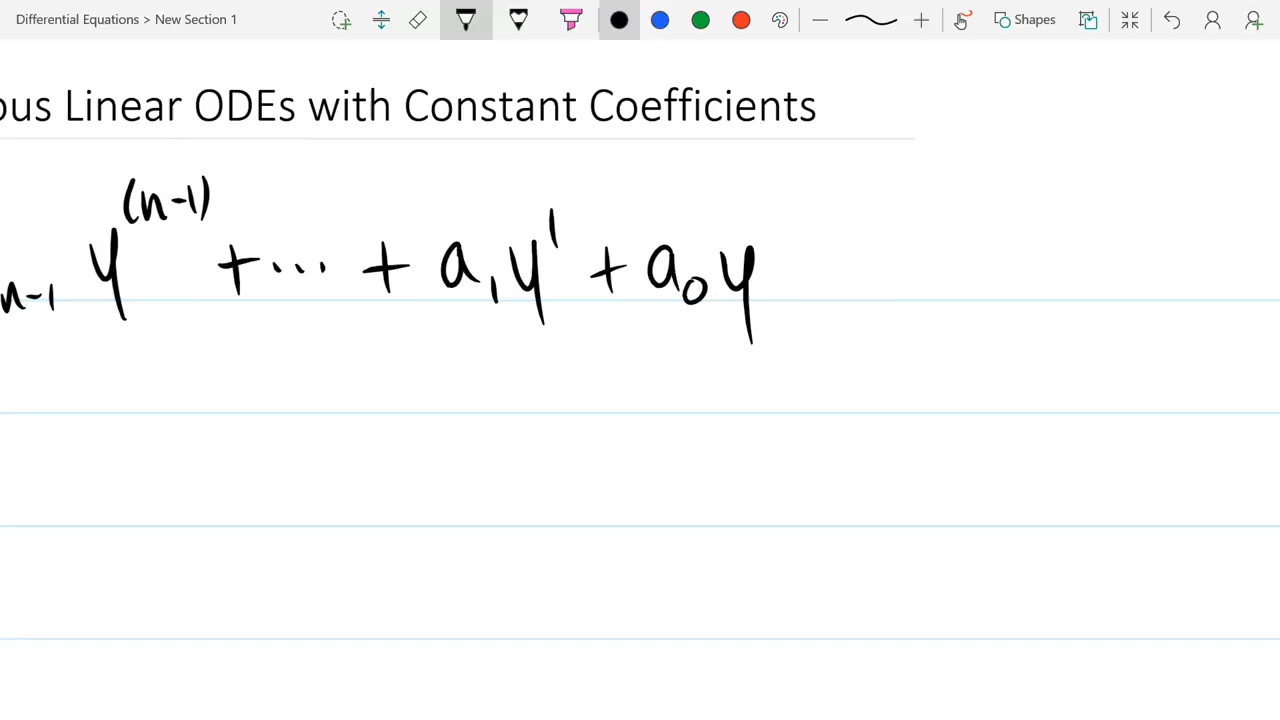 Differential Equations > New Section 1
Shapes
ous Linear ODEs with Constant Coefficients
n-1 y^(n-1) + ... + a₁y' + a₀y